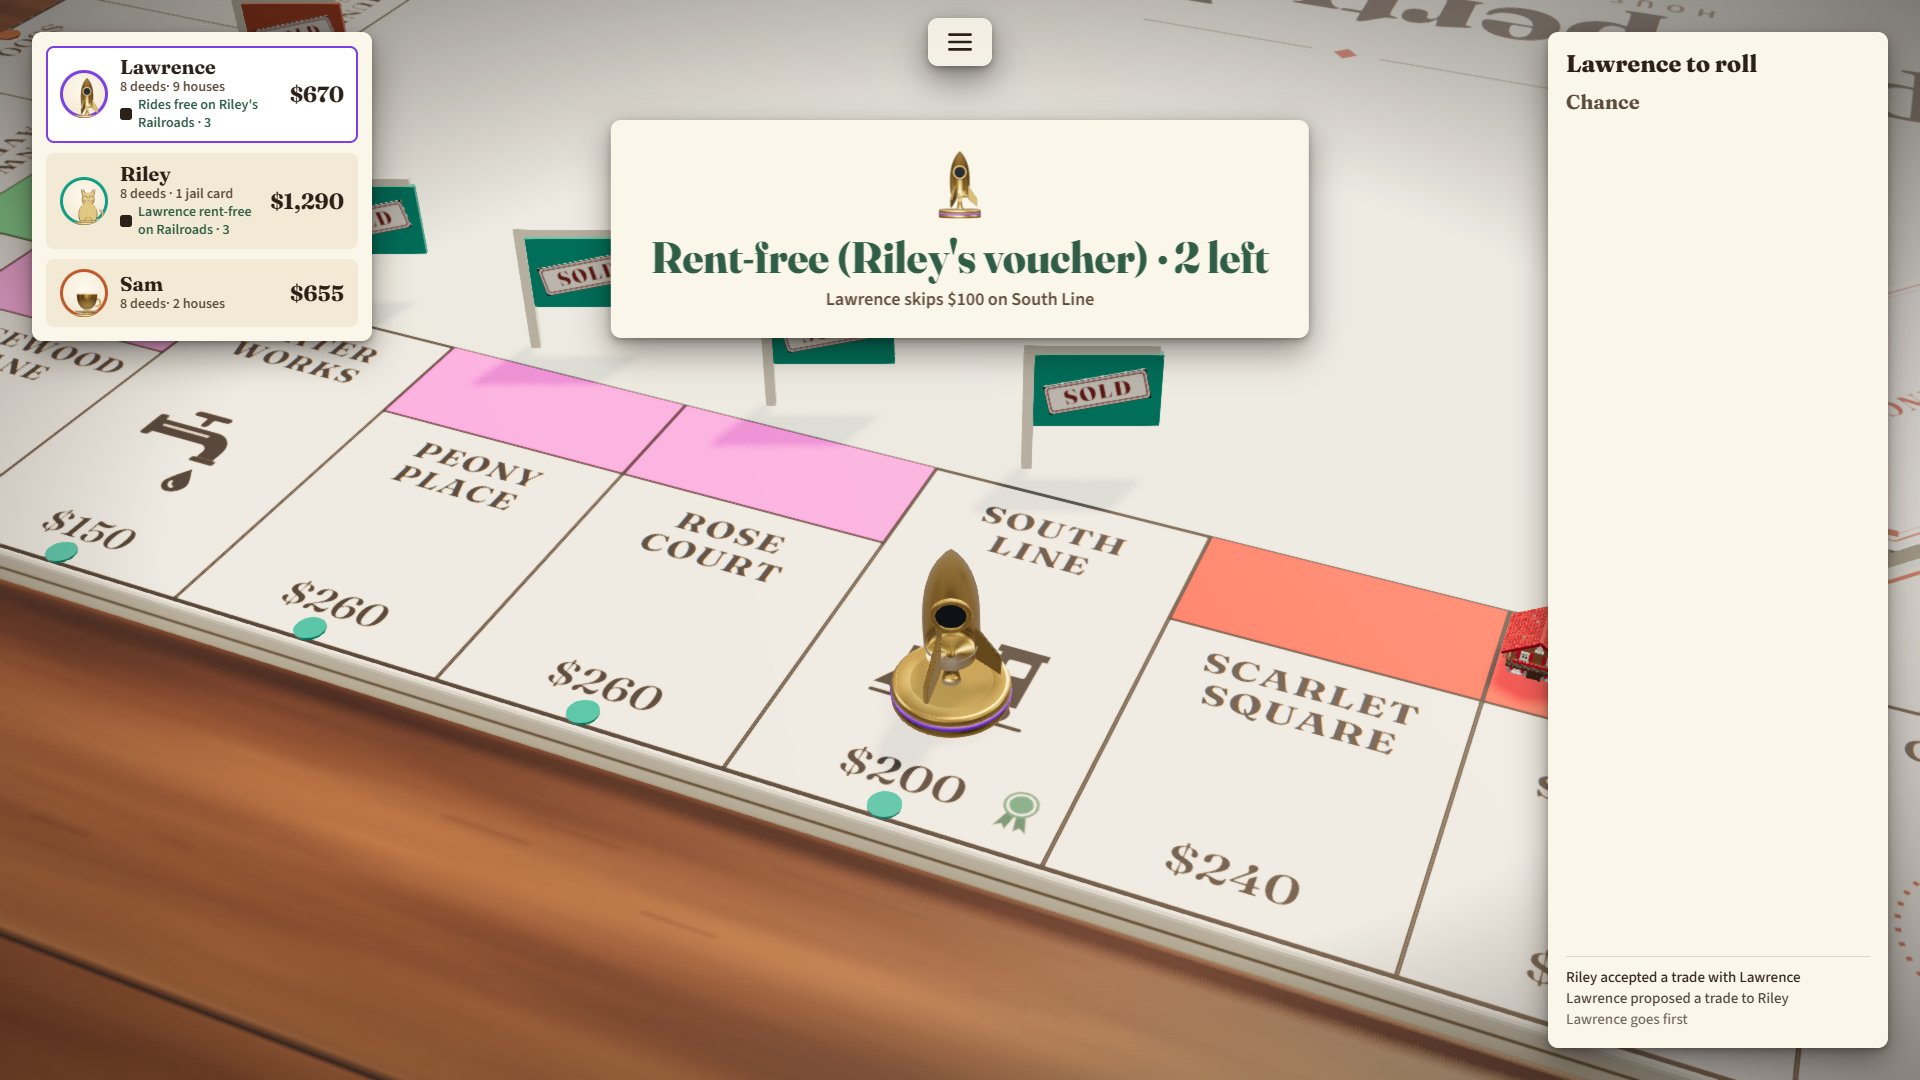 Lawrence
8 deeds· 9 houses
Rides free on Riley's
Railroads · 3
$670
Riley
8 deeds · 1 jail card
Lawrence rent-free
on Railroads · 3
$1,290
Sam
8 deeds· 2 houses
$655
Rent-free (Riley's voucher) · 2 left
Lawrence skips $100 on South Line
Lawrence to roll
Chance
SOLD
SOLD
WORKS
$150
PEONY
PLACE
$260
ROSE
COURT
$260
SOUTH
LINE
$200
SCARLET
SQUARE
$240
Riley accepted a trade with Lawrence
Lawrence proposed a trade to Riley
Lawrence goes first